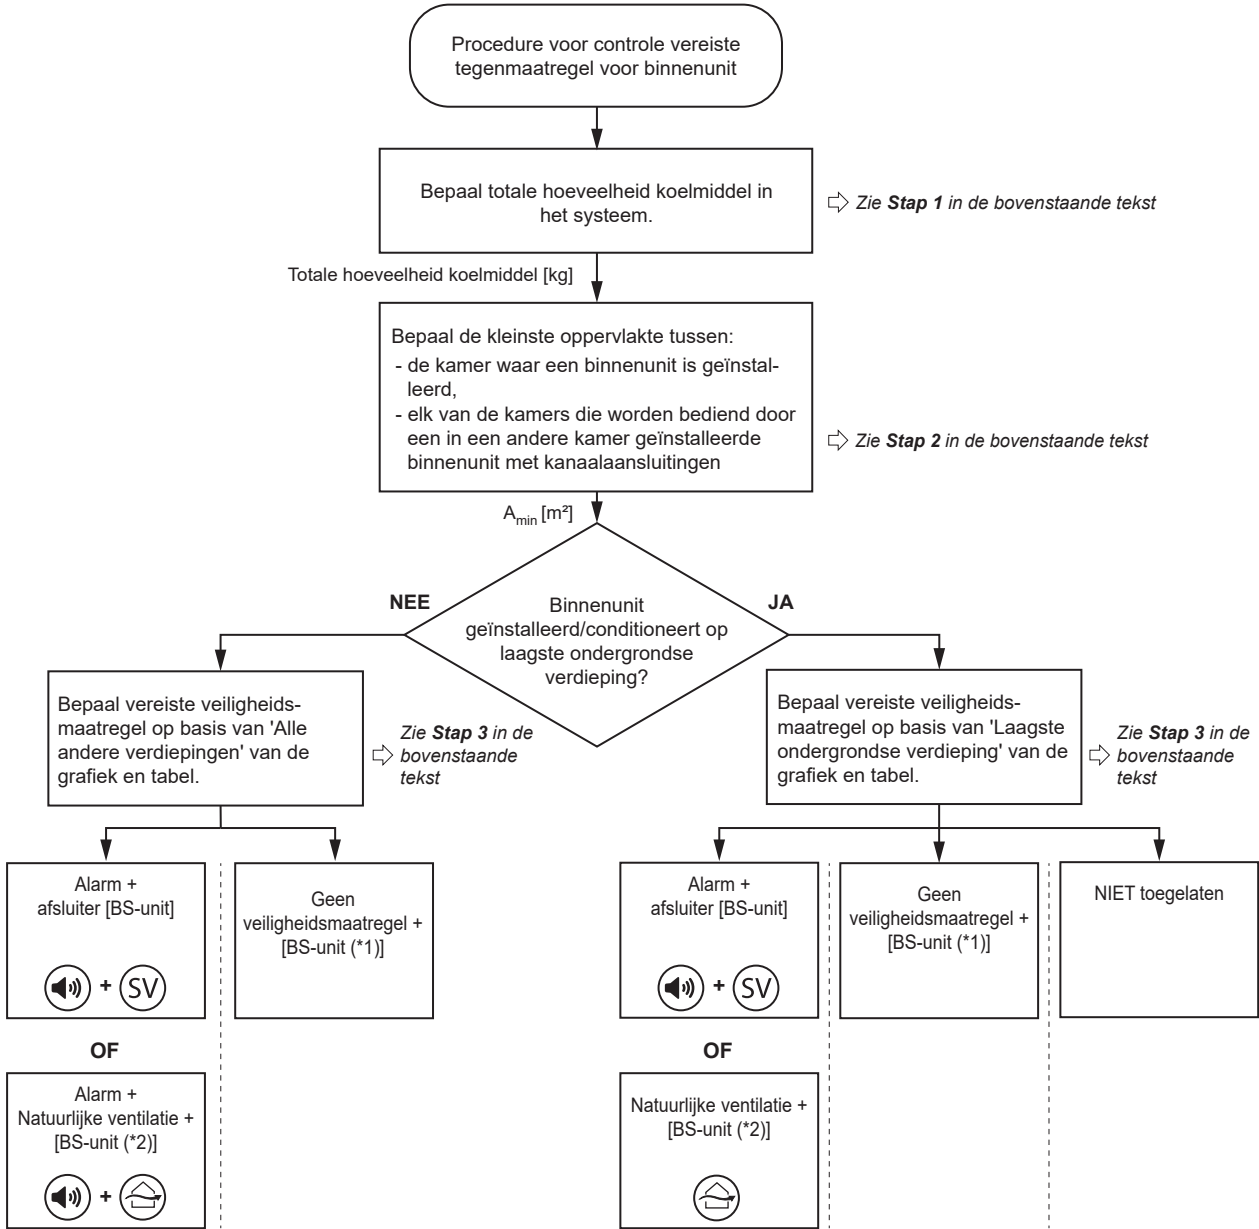 Procedure voor controle vereiste
tegenmaatregel voor binnenunit
Bepaal totale hoeveelheid koelmiddel in
het systeem.
Zie Stap 1 in de bovenstaande tekst
Totale hoeveelheid koelmiddel [kg]
Bepaal de kleinste oppervlakte tussen:
- de kamer waar een binnenunit is geïnstal-
leerd,
- elk van de kamers die worden bediend door
een in een andere kamer geïnstalleerde
binnenunit met kanaalaansluitingen
Zie Stap 2 in de bovenstaande tekst
Amin [m²]
NEE
JA
Binnenunit
geïnstalleerd/conditioneert op
laagste ondergrondse
verdieping?
Bepaal vereiste veiligheids-
maatregel op basis van 'Alle
andere verdiepingen' van de
grafiek en tabel.
Zie Stap 3 in de
bovenstaande
tekst
Bepaal vereiste veiligheids-
maatregel op basis van 'Laagste
ondergrondse verdieping' van de
grafiek en tabel.
Zie Stap 3 in de
bovenstaande
tekst
Alarm +
afsluiter [BS-unit]
+ SV
Geen
veiligheidsmaatregel +
[BS-unit (*1)]
Alarm +
afsluiter [BS-unit]
+ SV
Geen
veiligheidsmaatregel +
[BS-unit (*1)]
NIET toegelaten
OF
OF
Alarm +
Natuurlijke ventilatie +
[BS-unit (*2)]
+
Natuurlijke ventilatie +
[BS-unit (*2)]